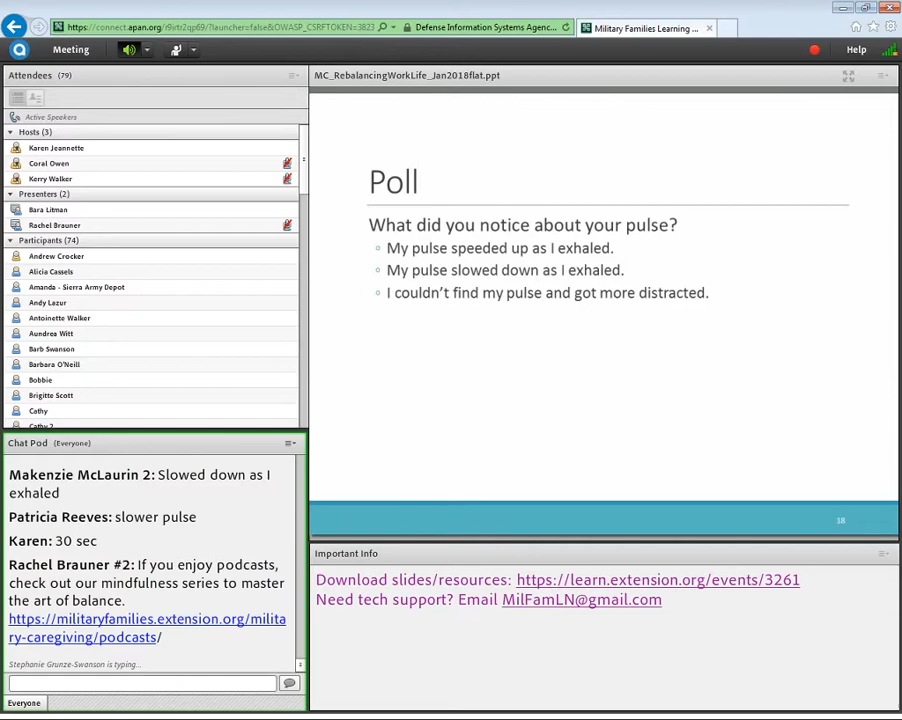 https://connect.apan.org/r9irtr2qp69/?launcher=false&OWASP_CSRFTOKEN=3823
Defense Information Systems Agenc...
Military Families Learning ...
Meeting
Help
Attendees (79)
Active Speakers
Hosts (3)
Karen Jeannette
Coral Owen
Kerry Walker
Presenters (2)
Bara Litman
Rachel Brauner
Participants (74)
Andrew Crocker
Alicia Cassels
Amanda - Sierra Army Depot
Andy Lazur
Antoinette Walker
Aundrea Witt
Barb Swanson
Barbara O'Neill
Bobbie
Brigitte Scott
Cathy
Cathy 2
Chat Pod (Everyone)
Makenzie McLaurin 2: Slowed down as I
exhaled
Patricia Reeves: slower pulse
Karen: 30 sec
Rachel Brauner #2: If you enjoy podcasts,
check out our mindfulness series to master
the art of balance.
https://militaryfamilies.extension.org/milita
ry-caregiving/podcasts/
Stephanie Grunze-Swanson is typing...
Everyone
MC_RebalancingWorkLife_Jan2018flat.ppt
Poll
What did you notice about your pulse?
My pulse speeded up as I exhaled.
My pulse slowed down as I exhaled.
I couldn't find my pulse and got more distracted.
18
Important Info
Download slides/resources: https://learn.extension.org/events/3261
Need tech support? Email MilFamLN@gmail.com